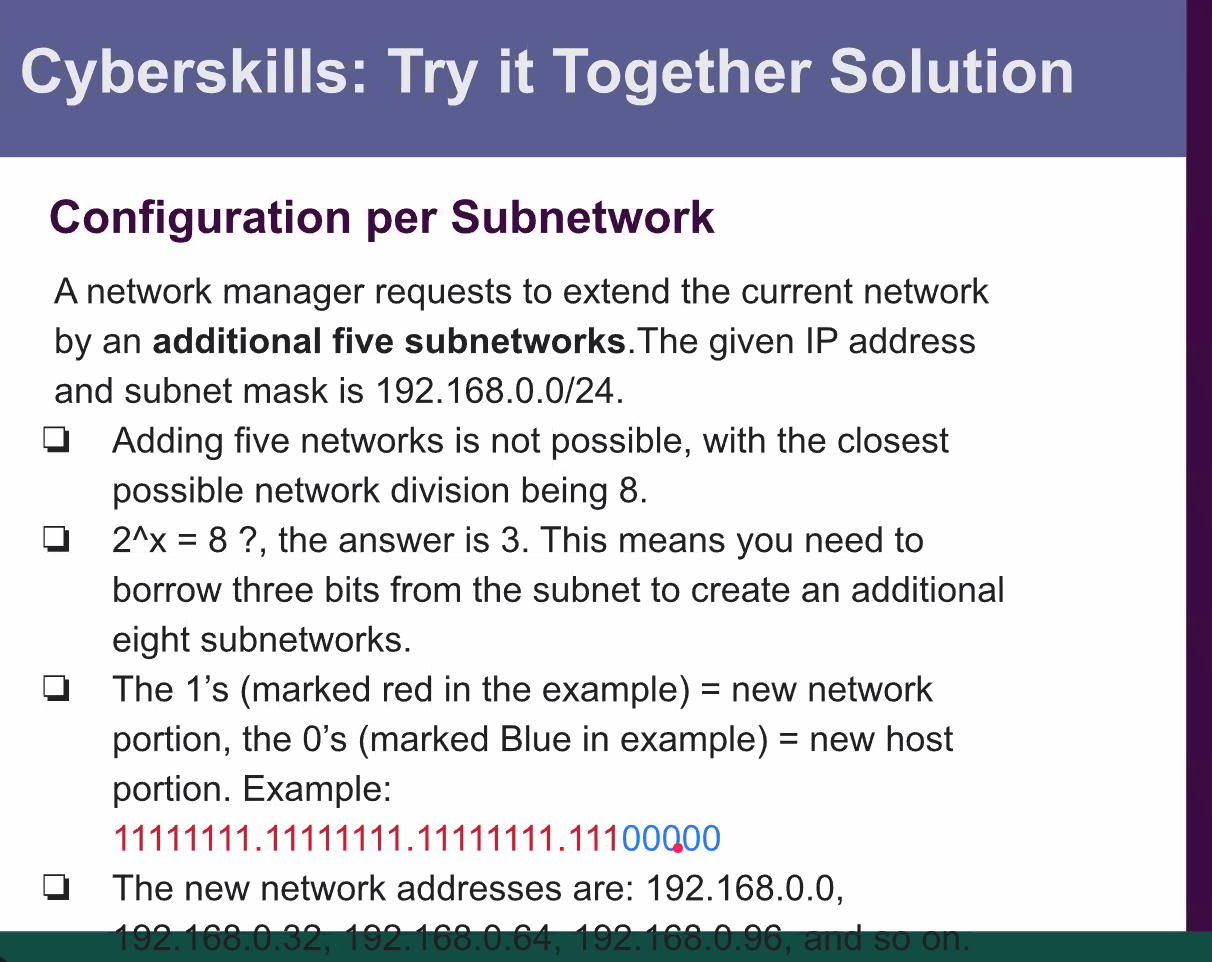 Cyberskills: Try it Together Solution
Configuration per Subnetwork
A network manager requests to extend the current network
by an additional five subnetworks.The given IP address
and subnet mask is 192.168.0.0/24.
❏ Adding five networks is not possible, with the closest
possible network division being 8.
❏ 2^x = 8 ?, the answer is 3. This means you need to
borrow three bits from the subnet to create an additional
eight subnetworks.
❏ The 1’s (marked red in the example) = new network
portion, the 0’s (marked Blue in example) = new host
portion. Example:
11111111.11111111.11111111.11100000
❏ The new network addresses are: 192.168.0.0,
192.168.0.32, 192.168.0.64, 192.168.0.96, and so on.